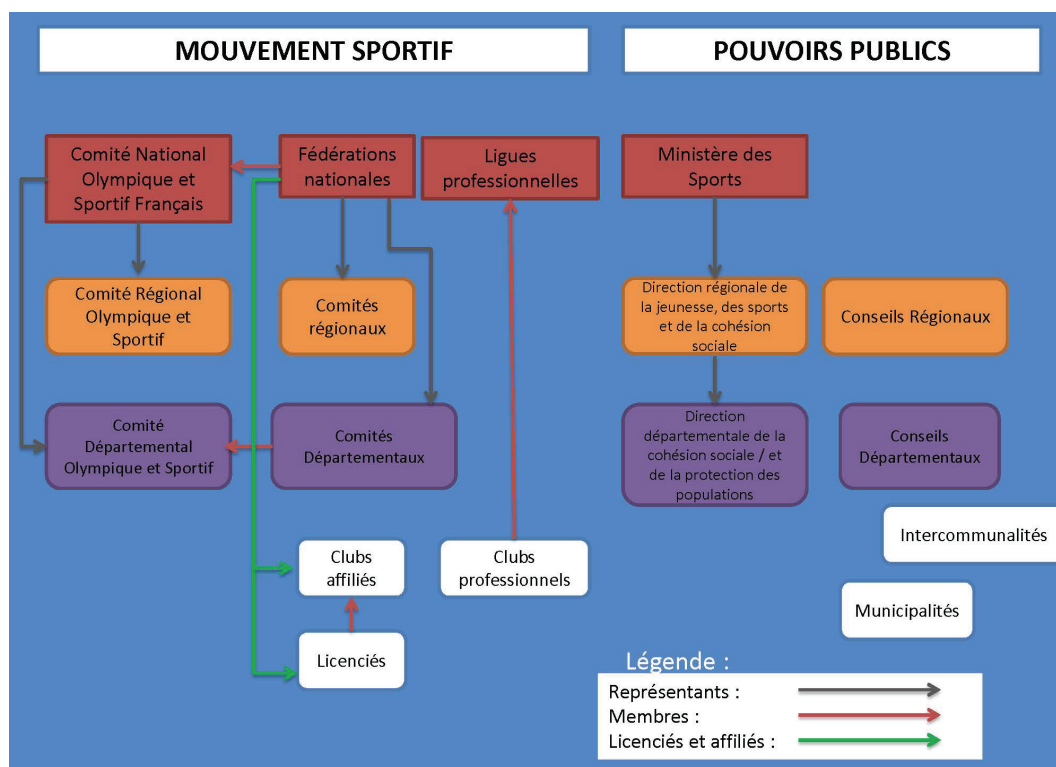 MOUVEMENT SPORTIF
POUVOIRS PUBLICS
Comité National
Olympique et
Sportif Français
Fédérations
nationales
Ligues
professionnelles
Ministère des
Sports
Comité Régional
Olympique et
Sportif
Comités
régionaux
Direction régionale de
la jeunesse, des sports
et de la cohésion
sociale
Conseils Régionaux
Comité
Départemental
Olympique et Sportif
Comités
Départementaux
Direction
départementale de la
cohésion sociale / et
de la protection des
populations
Conseils
Départementaux
Intercommunalités
Clubs
affiliés
Clubs
professionnels
Municipalités
Licenciés
Légende :
Représentants :
Membres :
Licenciés et affiliés :